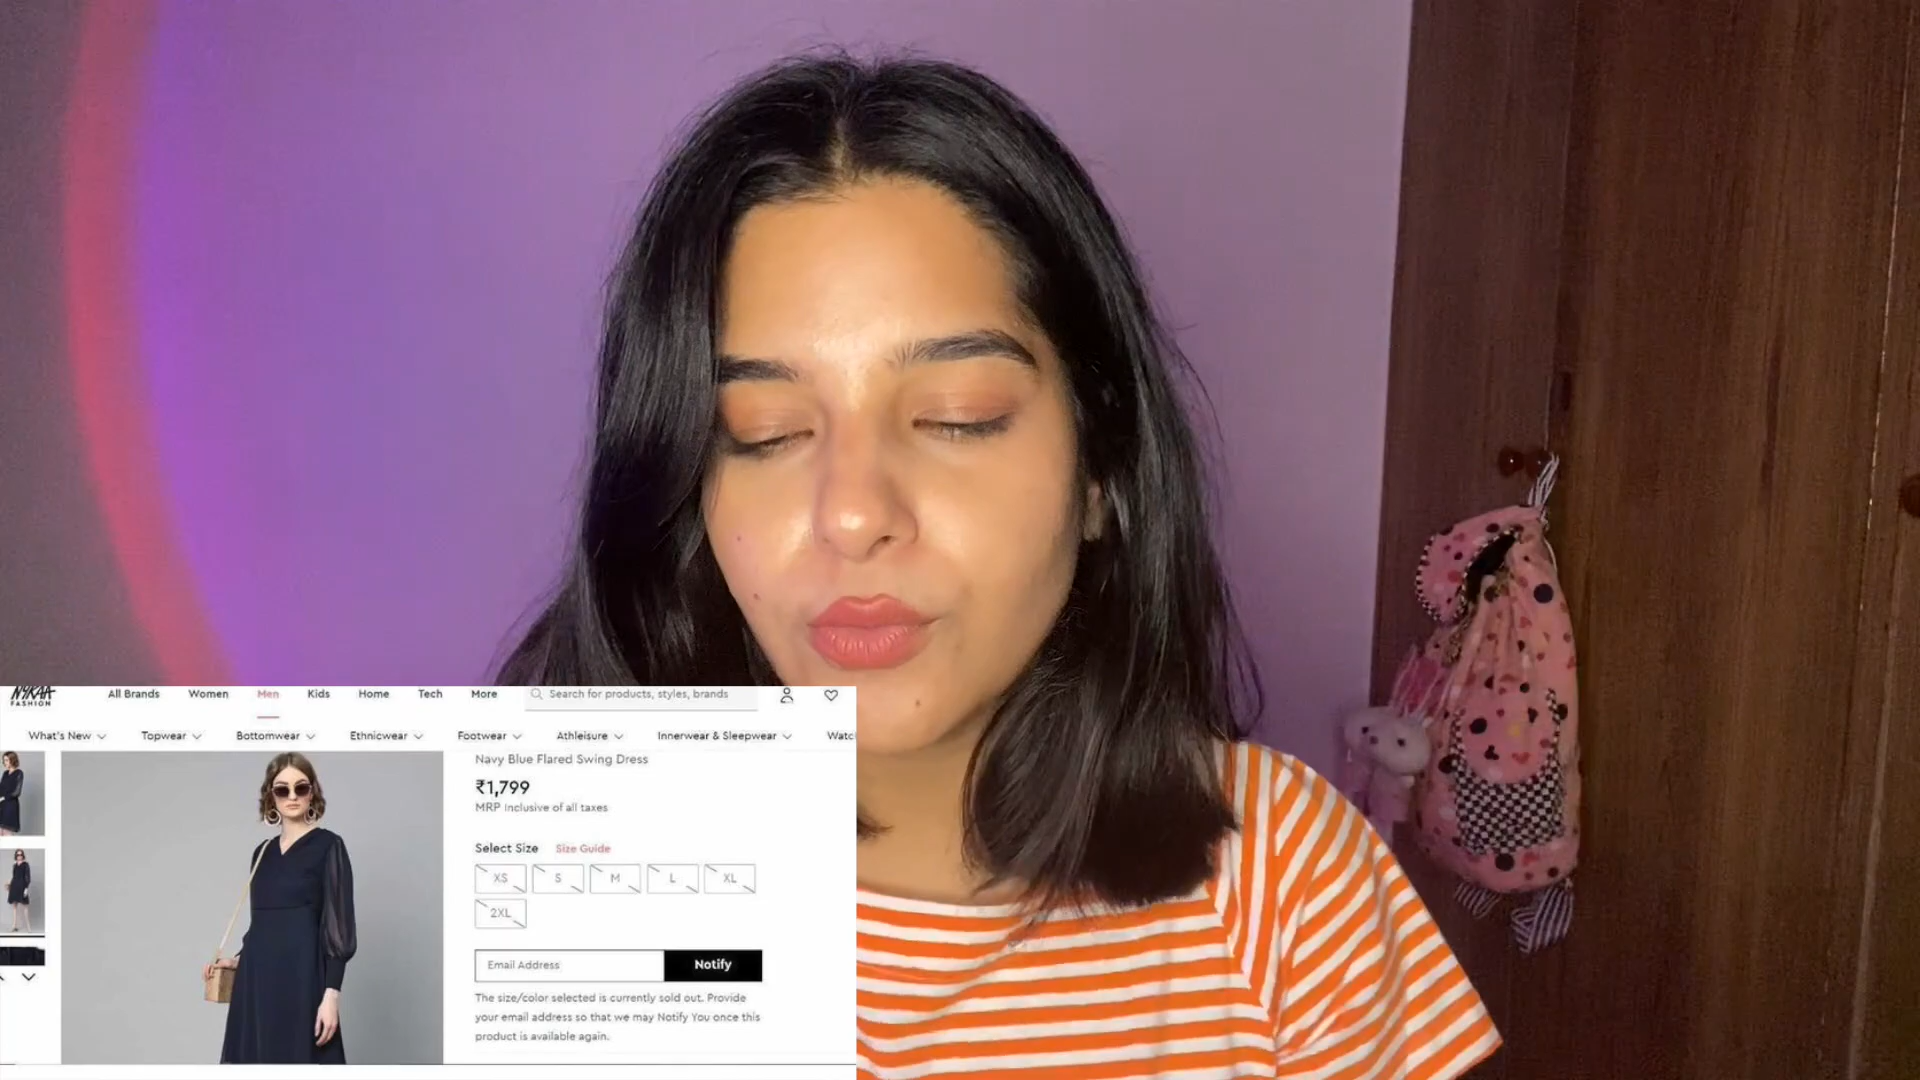 NYKAA
FASHION
All Brands Women Men Kids Home Tech More Search for products, styles, brands
What's New Topwear Bottomwear Ethnicwear Footwear Athleisure Innerwear & Sleepwear Watc
Navy Blue Flared Swing Dress
₹1,799
MRP Inclusive of all taxes
Select Size Size Guide
XS S M L XL
2XL
Email Address Notify
The size/color selected is currently sold out. Provide
your email address so that we may Notify You once this
product is available again.